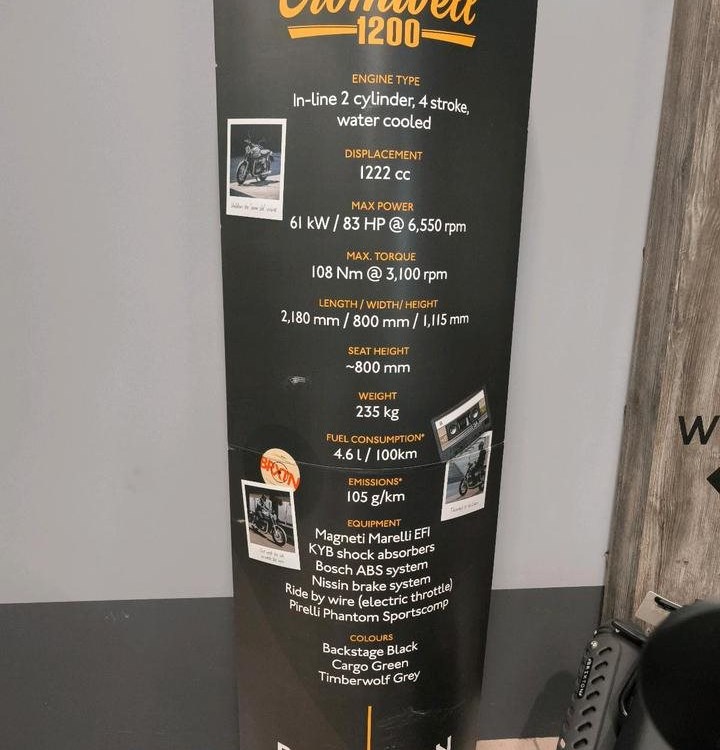 Cromwell
1200
ENGINE TYPE
In-line 2 cylinder, 4 stroke,
water cooled
DISPLACEMENT
1222 cc
MAX POWER
61 kW / 83 HP @ 6,550 rpm
MAX. TORQUE
108 Nm @ 3,100 rpm
LENGTH / WIDTH/ HEIGHT
2,180 mm / 800 mm / 1,115 mm
SEAT HEIGHT
~800 mm
WEIGHT
235 kg
FUEL CONSUMPTION*
4.6 l / 100km
EMISSIONS*
105 g/km
BRIXTON
EQUIPMENT
Magneti Marelli EFI
KYB shock absorbers
Bosch ABS system
Nissin brake system
Ride by wire (electric throttle)
Pirelli Phantom Sportscomp
COLOURS
Backstage Black
Cargo Green
Timberwolf Grey
W
BRIXTON